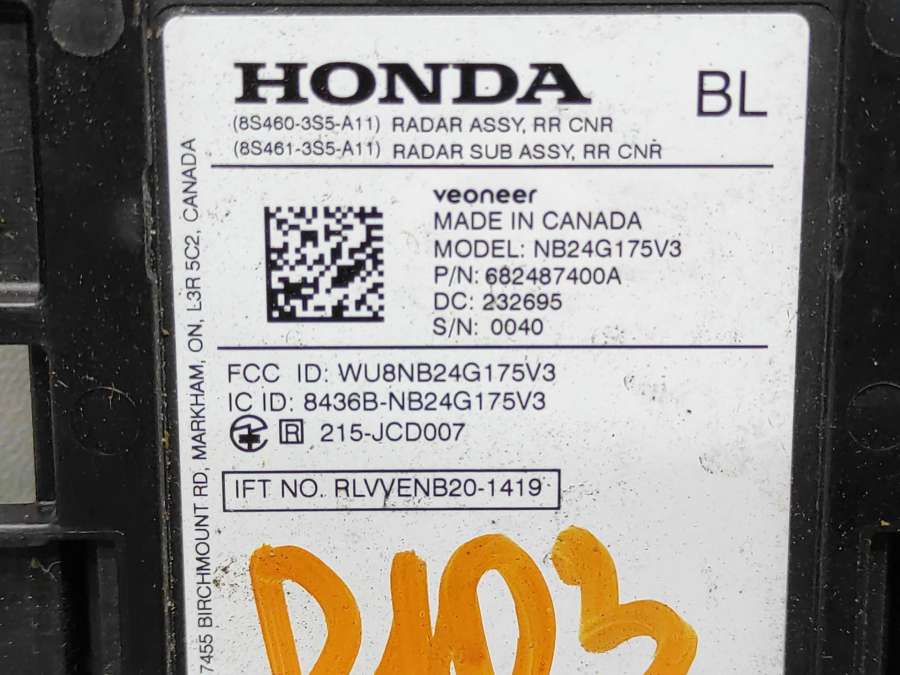 HONDA
BL
(8S460-3S5-A11) RADAR ASSY, RR CNR
(8S461-3S5-A11) RADAR SUB ASSY, RR CNR
veoneer
MADE IN CANADA
MODEL: NB24G175V3
P/N: 682487400A
DC: 232695
S/N: 0040
FCC ID: WU8NB24G175V3
IC ID: 8436B-NB24G175V3
R 215-JCD007
IFT NO. RLVVENB20-1419
7455 BIRCHMOUNT RD, MARKHAM, ON, L3R 5C2, CANADA